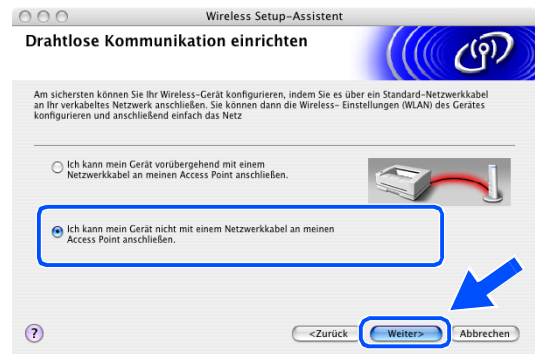 Wireless Setup-Assistent
Drahtlose Kommunikation einrichten
Am sichersten können Sie Ihr Wireless-Gerät konfigurieren, indem Sie es über ein Standard-Netzwerkkabel
an Ihr verkabeltes Netzwerk anschließen. Sie können dann die Wireless- Einstellungen (WLAN) des Gerätes
konfigurieren und anschließend einfach das Netz
Ich kann mein Gerät vorübergehend mit einem
Netzwerkkabel an meinen Access Point anschließen.
Ich kann mein Gerät nicht mit einem Netzwerkkabel an meinen
Access Point anschließen.
?
<Zurück
Weiter>
Abbrechen